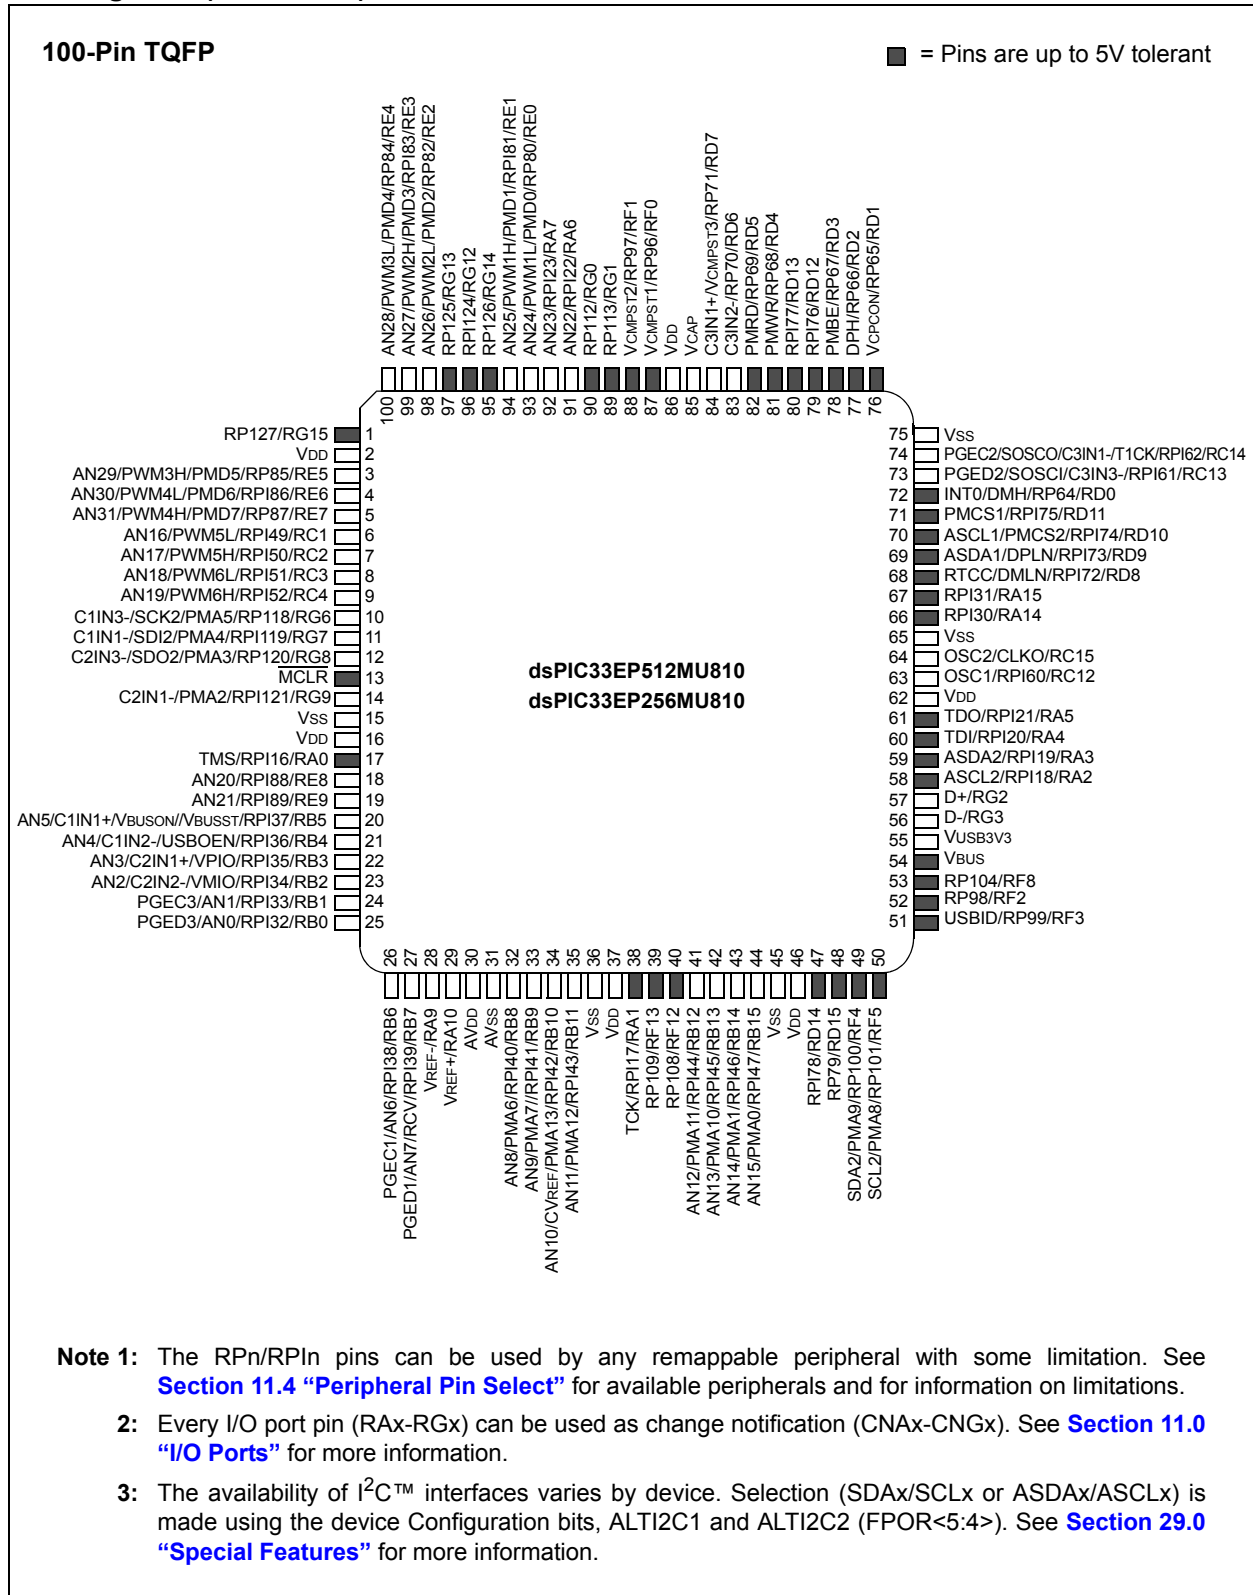 100-Pin TQFP
= Pins are up to 5V tolerant
AN28/PWM3L/PMD4/RP84/RE4
AN27/PWM2H/PMD3/RPI83/RE3
AN26/PWM2L/PMD2/RP82/RE2
RP125/RG13
RPI124/RG12
RP126/RG14
AN25/PWM1H/PMD1/RPI81/RE1
AN24/PWM1L/PMD0/RP80/RE0
AN23/RPI23/RA7
AN22/RPI22/RA6
RP112/RG0
RP113/RG1
VCMPST2/RP97/RF1
VCMPST1/RP96/RF0
VDD
VCAP
C3IN1+/VCMPST3/RP71/RD7
C3IN2-/RP70/RD6
PMRD/RP69/RD5
PMWR/RP68/RD4
RPI77/RD13
RPI76/RD12
PMBE/RP67/RD3
DPH/RP66/RD2
VCPCON/RP65/RD1
100 99 98 97 96 95 94 93 92 91 90 89 88 87 86 85 84 83 82 81 80 79 78 77 76
RP127/RG15 1
VDD 2
AN29/PWM3H/PMD5/RP85/RE5 3
AN30/PWM4L/PMD6/RPI86/RE6 4
AN31/PWM4H/PMD7/RP87/RE7 5
AN16/PWM5L/RPI49/RC1 6
AN17/PWM5H/RPI50/RC2 7
AN18/PWM6L/RPI51/RC3 8
AN19/PWM6H/RPI52/RC4 9
C1IN3-/SCK2/PMA5/RP118/RG6 10
C1IN1-/SDI2/PMA4/RPI119/RG7 11
C2IN3-/SDO2/PMA3/RP120/RG8 12
MCLR 13
C2IN1-/PMA2/RPI121/RG9 14
VSS 15
VDD 16
TMS/RPI16/RA0 17
AN20/RPI88/RE8 18
AN21/RPI89/RE9 19
AN5/C1IN1+/VBUSON//VBUSST/RPI37/RB5 20
AN4/C1IN2-/USBOEN/RPI36/RB4 21
AN3/C2IN1+/VPIO/RPI35/RB3 22
AN2/C2IN2-/VMIO/RPI34/RB2 23
PGEC3/AN1/RPI33/RB1 24
PGED3/AN0/RPI32/RB0 25
dsPIC33EP512MU810
dsPIC33EP256MU810
75 VSS
74 PGEC2/SOSCO/C3IN1-/T1CK/RPI62/RC14
73 PGED2/SOSCI/C3IN3-/RPI61/RC13
72 INT0/DMH/RP64/RD0
71 PMCS1/RPI75/RD11
70 ASCL1/PMCS2/RPI74/RD10
69 ASDA1/DPLN/RPI73/RD9
68 RTCC/DMLN/RPI72/RD8
67 RPI31/RA15
66 RPI30/RA14
65 VSS
64 OSC2/CLKO/RC15
63 OSC1/RPI60/RC12
62 VDD
61 TDO/RPI21/RA5
60 TDI/RPI20/RA4
59 ASDA2/RPI19/RA3
58 ASCL2/RPI18/RA2
57 D+/RG2
56 D-/RG3
55 VUSB3V3
54 VBUS
53 RP104/RF8
52 RP98/RF2
51 USBID/RP99/RF3
26 27 28 29 30 31 32 33 34 35 36 37 38 39 40 41 42 43 44 45 46 47 48 49 50
PGEC1/AN6/RPI38/RB6
PGED1/AN7/RCV/RPI39/RB7
VREF-/RA9
VREF+/RA10
AVDD
AVSS
AN8/PMA6/RPI40/RB8
AN9/PMA7//RPI41/RB9
AN10/CVREF/PMA13/RPI42/RB10
AN11/PMA12/RPI43/RB11
VSS
VDD
TCK/RPI17/RA1
RP109/RF13
RP108/RF12
AN12/PMA11/RPI44/RB12
AN13/PMA10/RPI45/RB13
AN14/PMA1/RPI46/RB14
AN15/PMA0/RPI47/RB15
VSS
VDD
RPI78/RD14
RP79/RD15
SDA2/PMA9/RP100/RF4
SCL2/PMA8/RP101/RF5
Note 1: The RPn/RPIn pins can be used by any remappable peripheral with some limitation. See
Section 11.4 “Peripheral Pin Select” for available peripherals and for information on limitations.
2: Every I/O port pin (RAx-RGx) can be used as change notification (CNAx-CNGx). See Section 11.0
“I/O Ports” for more information.
3: The availability of I2C™ interfaces varies by device. Selection (SDAx/SCLx or ASDAx/ASCLx) is
made using the device Configuration bits, ALTI2C1 and ALTI2C2 (FPOR<5:4>). See Section 29.0
“Special Features” for more information.